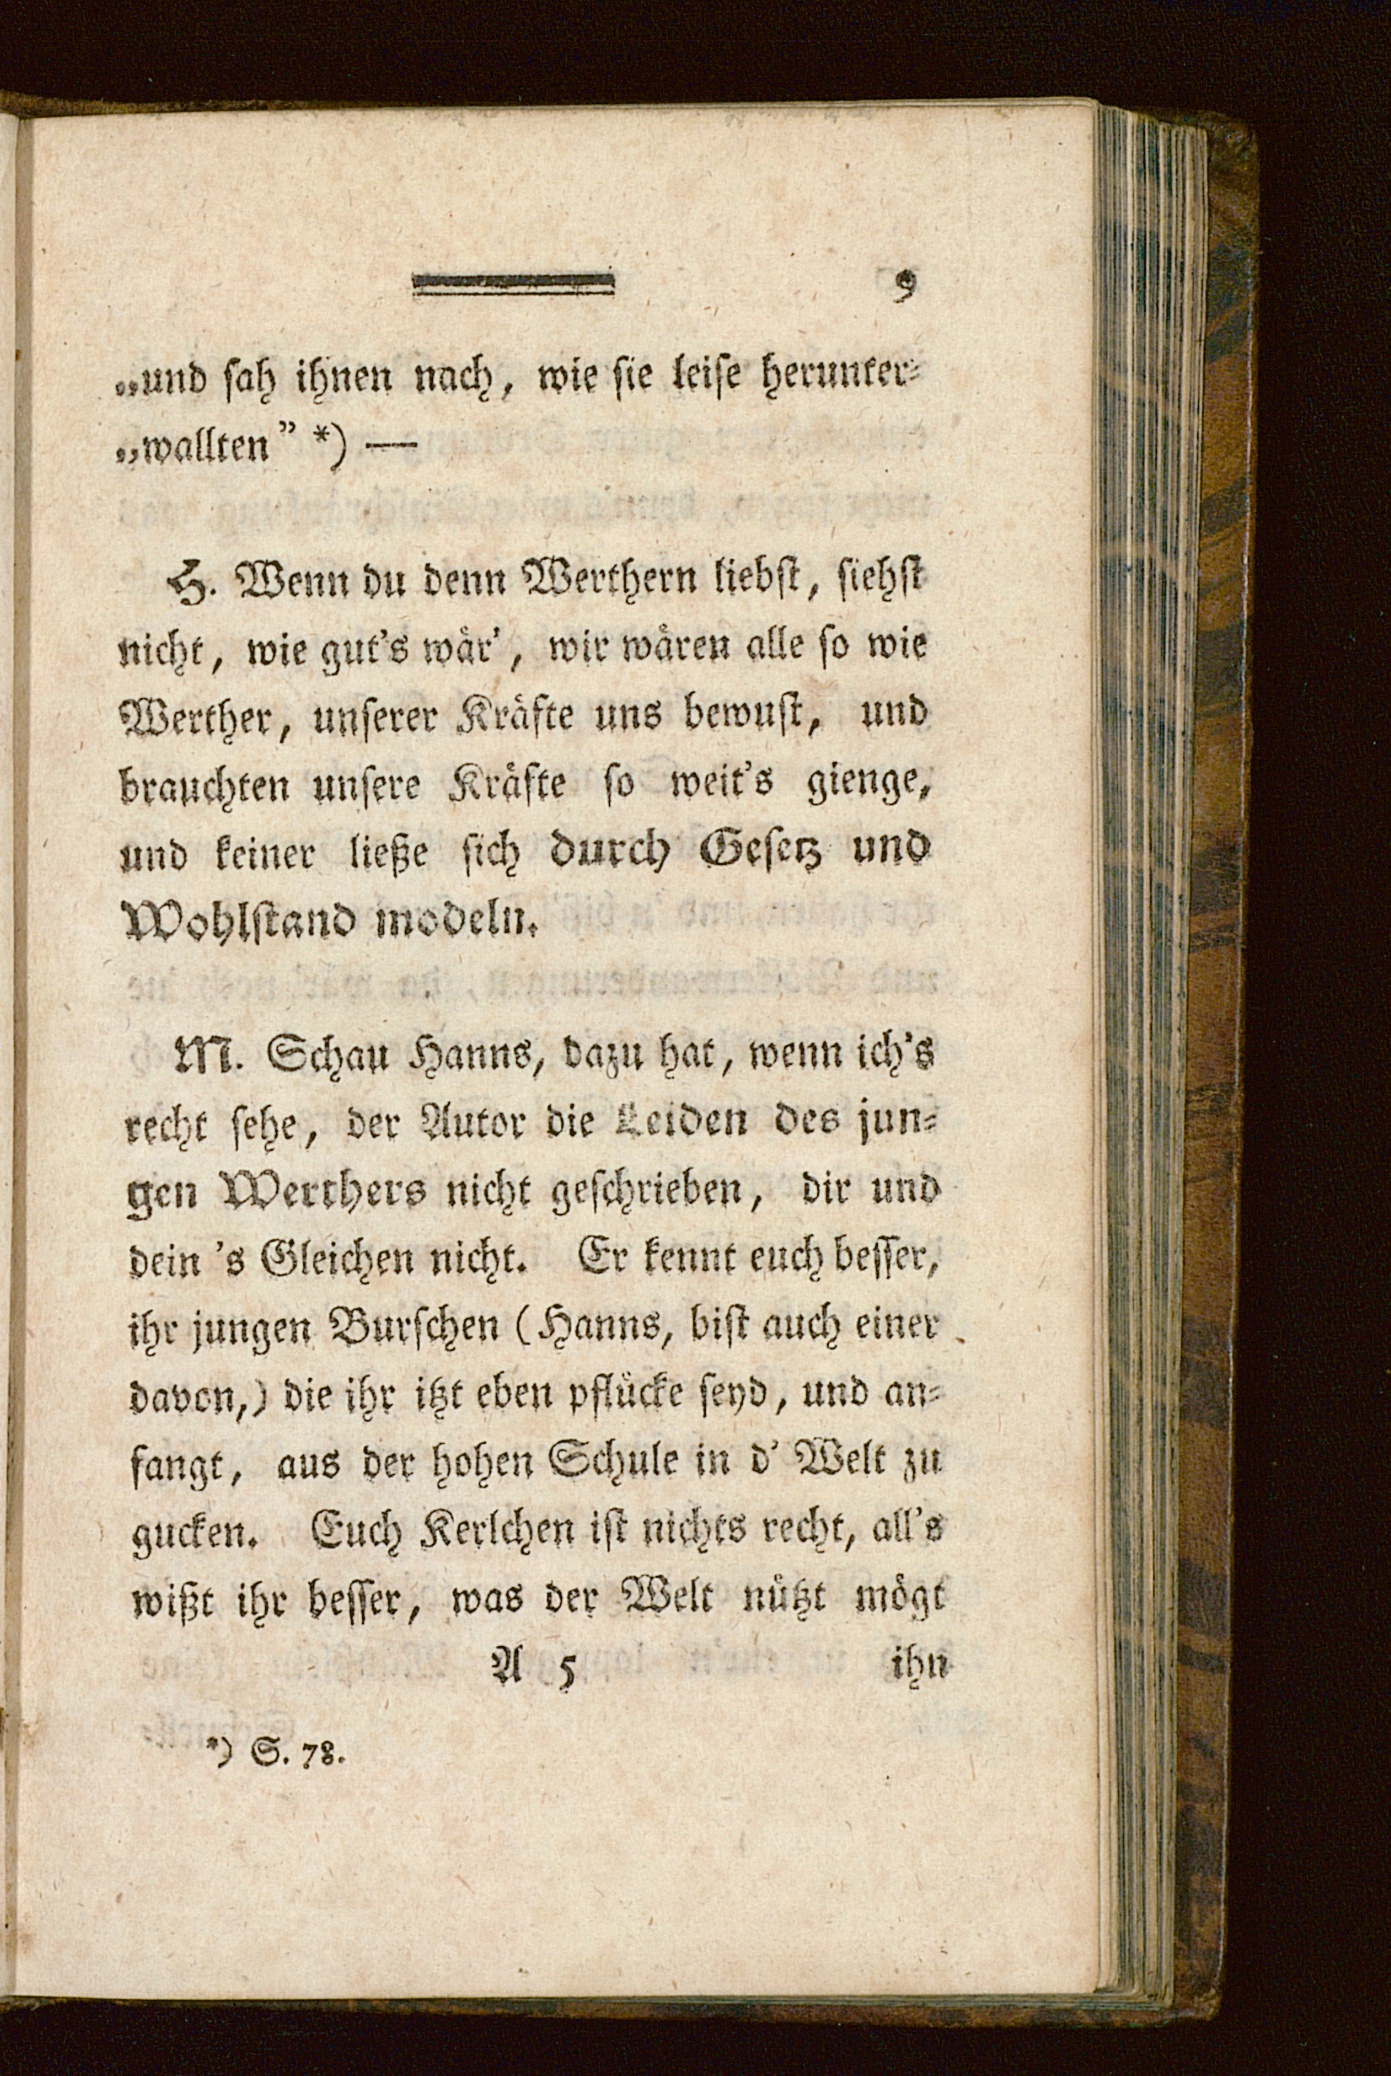 9
„und sah ihnen nach, wie sie leise herunter-
„wallten” *) —
H. Wenn du denn Werthern liebst, siehst
nicht, wie gut's wär', wir wären alle so wie
Werther, unserer Kräfte uns bewust, und
brauchten unsere Kräfte so weit's gienge,
und keiner ließe sich durch Gesetz und
Wohlstand modeln.
M. Schau Hanns, dazu hat, wenn ich's
recht sehe, der Autor die Leiden des jun-
gen Werthers nicht geschrieben, dir und
dein 's Gleichen nicht. Er kennt euch besser,
ihr jungen Burschen (Hanns, bist auch einer
davon,) die ihr itzt eben pflücke seyd, und an-
fangt, aus der hohen Schule in d' Welt zu
gucken. Euch Kerlchen ist nichts recht, all's
wißt ihr besser, was der Welt nützt mögt
A 5 ihn
*) S. 78.